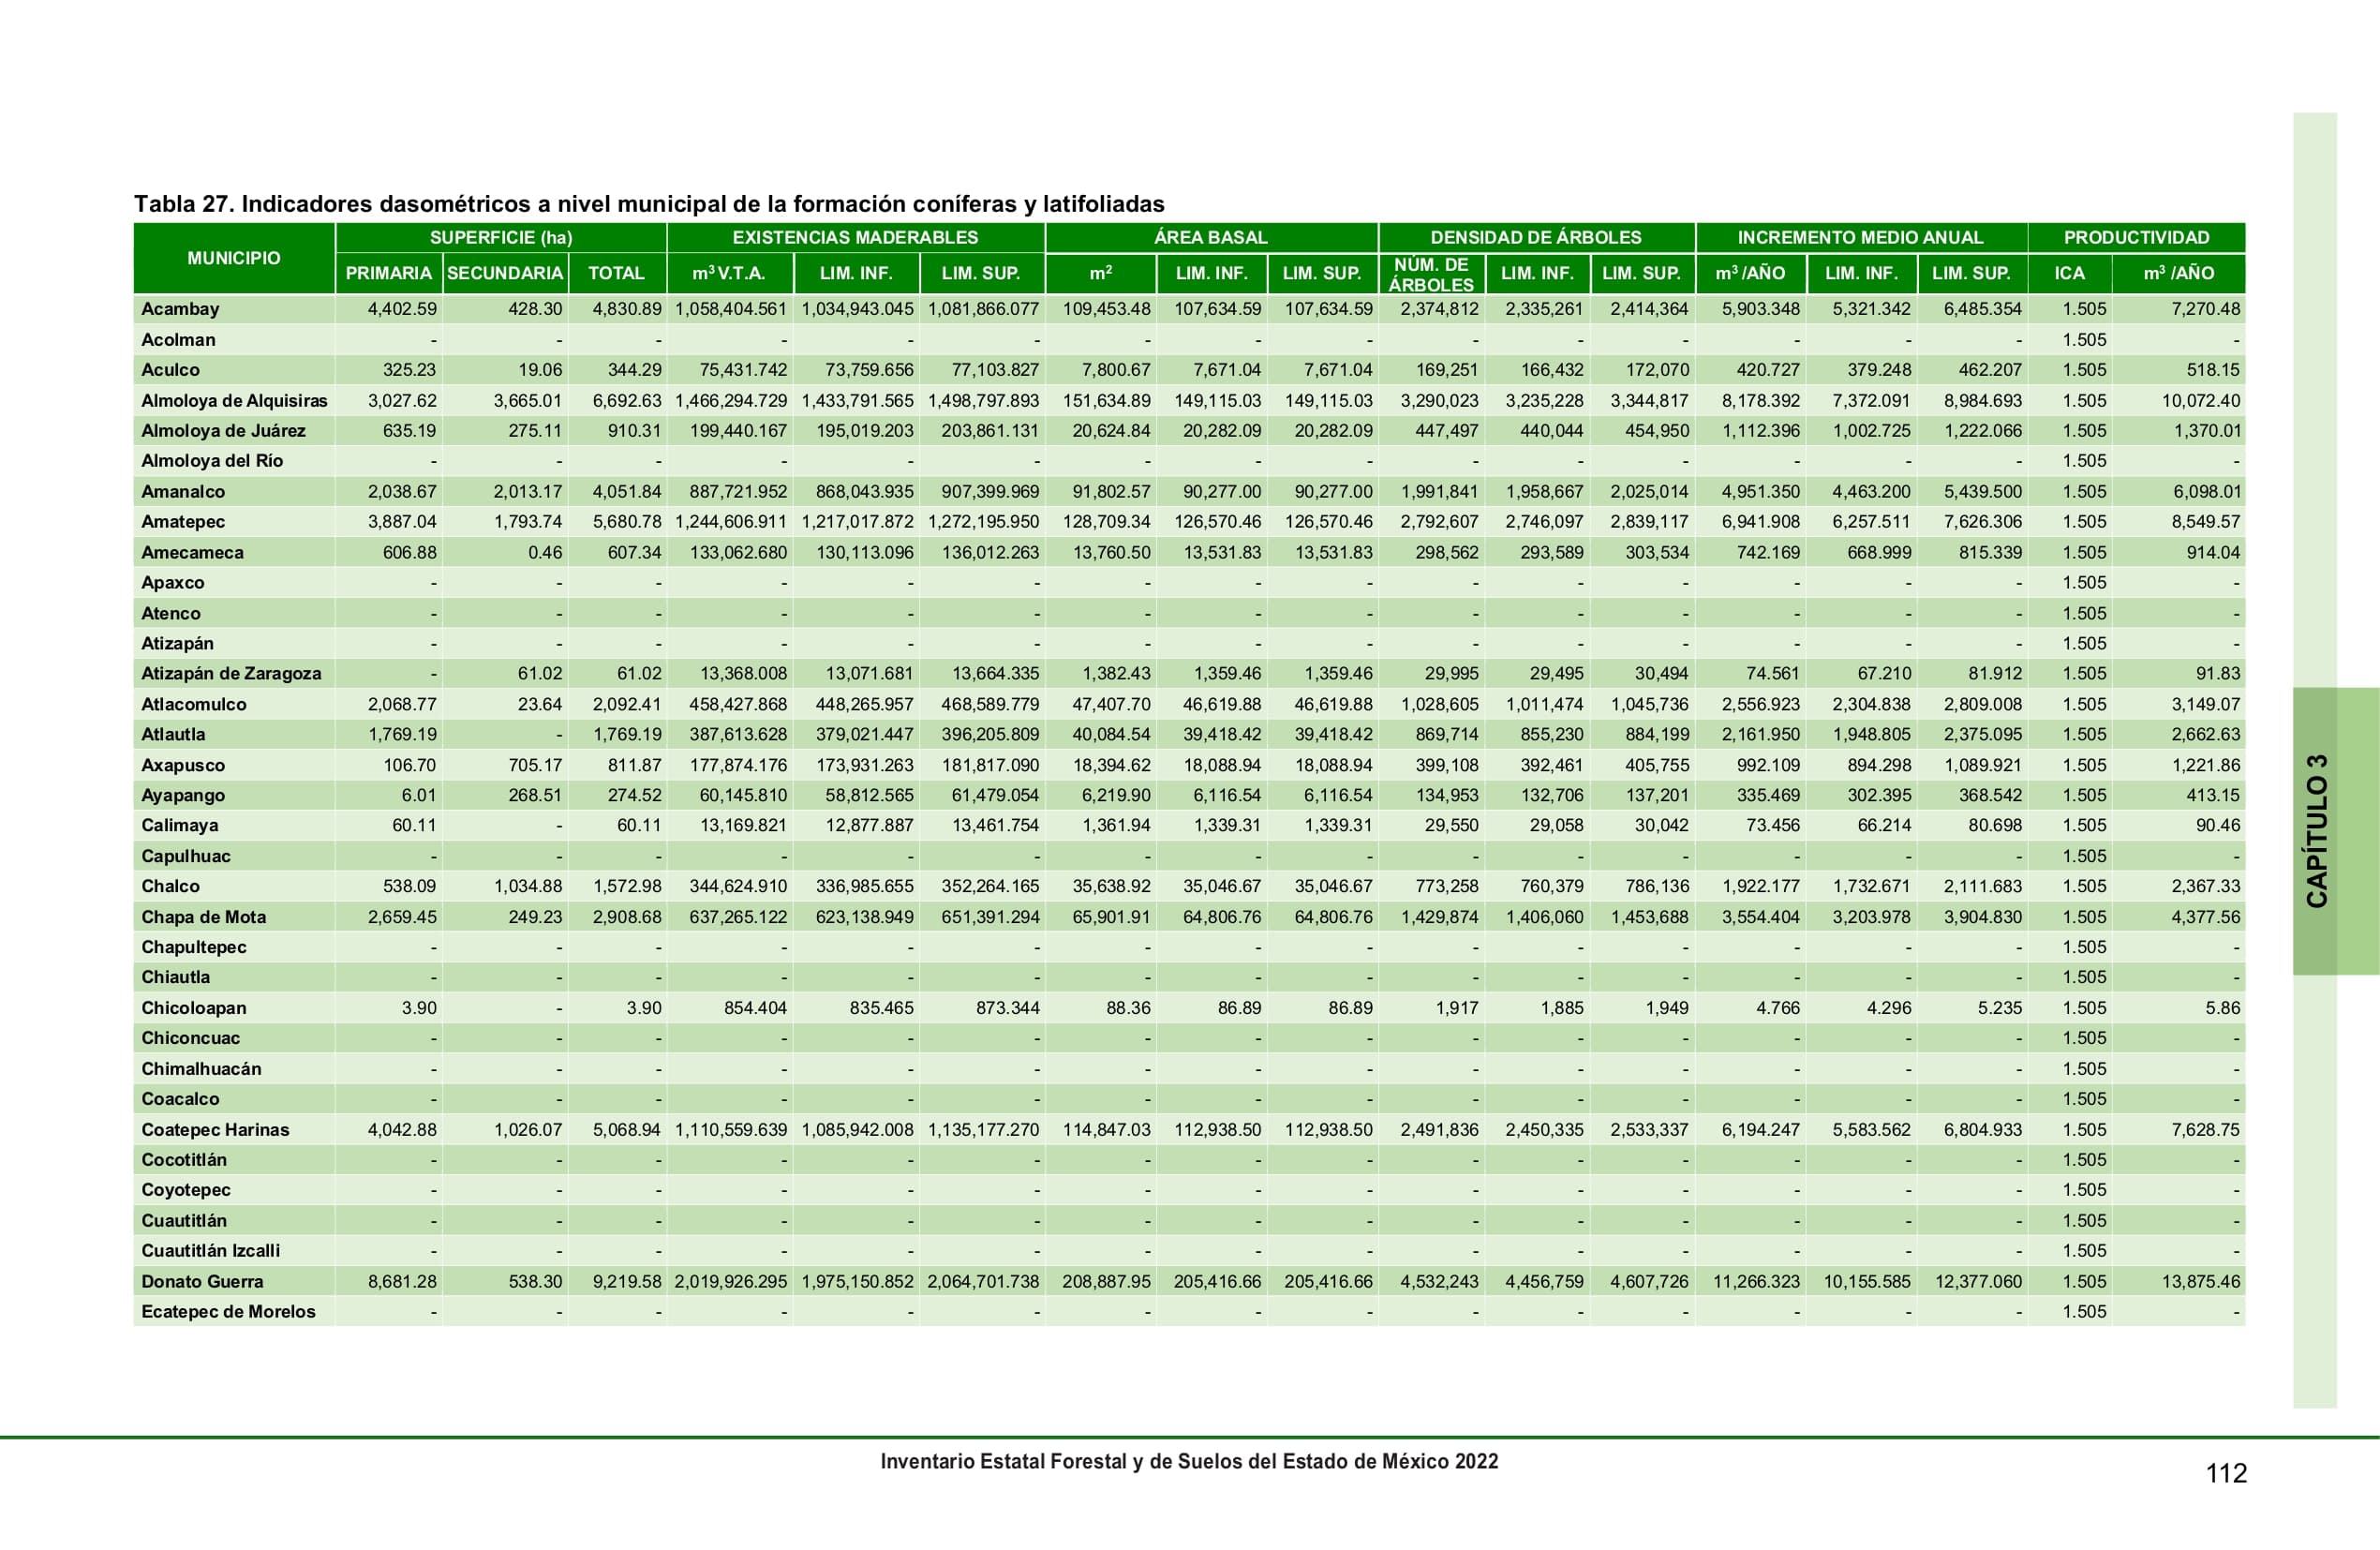 Tabla 27. Indicadores dasométricos a nivel municipal de la formación coníferas y latifoliadas
MUNICIPIO SUPERFICIE (ha) EXISTENCIAS MADERABLES ÁREA BASAL DENSIDAD DE ÁRBOLES INCREMENTO MEDIO ANUAL PRODUCTIVIDAD
PRIMARIA SECUNDARIA TOTAL m³ V.T.A. LIM. INF. LIM. SUP. m² LIM. INF. LIM. SUP. NÚM. DE ÁRBOLES LIM. INF. LIM. SUP. m³ /AÑO LIM. INF. LIM. SUP. ICA m³ /AÑO
Acambay 4,402.59 428.30 4,830.89 1,058,404.561 1,034,943.045 1,081,866.077 109,453.48 107,634.59 107,634.59 2,374,812 2,335,261 2,414,364 5,903.348 5,321.342 6,485.354 1.505 7,270.48
Acolman - - - - - - - - - - - - - - - 1.505 -
Aculco 325.23 19.06 344.29 75,431.742 73,759.656 77,103.827 7,800.67 7,671.04 7,671.04 169,251 166,432 172,070 420.727 379.248 462.207 1.505 518.15
Almoloya de Alquisiras 3,027.62 3,665.01 6,692.63 1,466,294.729 1,433,791.565 1,498,797.893 151,634.89 149,115.03 149,115.03 3,290,023 3,235,228 3,344,817 8,178.392 7,372.091 8,984.693 1.505 10,072.40
Almoloya de Juárez 635.19 275.11 910.31 199,440.167 195,019.203 203,861.131 20,624.84 20,282.09 20,282.09 447,497 440,044 454,950 1,112.396 1,002.725 1,222.066 1.505 1,370.01
Almoloya del Río - - - - - - - - - - - - - - - 1.505 -
Amanalco 2,038.67 2,013.17 4,051.84 887,721.952 868,043.935 907,399.969 91,802.57 90,277.00 90,277.00 1,991,841 1,958,667 2,025,014 4,951.350 4,463.200 5,439.500 1.505 6,098.01
Amatepec 3,887.04 1,793.74 5,680.78 1,244,606.911 1,217,017.872 1,272,195.950 128,709.34 126,570.46 126,570.46 2,792,607 2,746,097 2,839,117 6,941.908 6,257.511 7,626.306 1.505 8,549.57
Amecameca 606.88 0.46 607.34 133,062.680 130,113.096 136,012.263 13,760.50 13,531.83 13,531.83 298,562 293,589 303,534 742.169 668.999 815.339 1.505 914.04
Apaxco - - - - - - - - - - - - - - - 1.505 -
Atenco - - - - - - - - - - - - - - - 1.505 -
Atizapán - - - - - - - - - - - - - - - 1.505 -
Atizapán de Zaragoza - 61.02 61.02 13,368.008 13,071.681 13,664.335 1,382.43 1,359.46 1,359.46 29,995 29,495 30,494 74.561 67.210 81.912 1.505 91.83
Atlacomulco 2,068.77 23.64 2,092.41 458,427.868 448,265.957 468,589.779 47,407.70 46,619.88 46,619.88 1,028,605 1,011,474 1,045,736 2,556.923 2,304.838 2,809.008 1.505 3,149.07
Atlautla 1,769.19 - 1,769.19 387,613.628 379,021.447 396,205.809 40,084.54 39,418.42 39,418.42 869,714 855,230 884,199 2,161.950 1,948.805 2,375.095 1.505 2,662.63
Axapusco 106.70 705.17 811.87 177,874.176 173,931.263 181,817.090 18,394.62 18,088.94 18,088.94 399,108 392,461 405,755 992.109 894.298 1,089.921 1.505 1,221.86
Ayapango 6.01 268.51 274.52 60,145.810 58,812.565 61,479.054 6,219.90 6,116.54 6,116.54 134,953 132,706 137,201 335.469 302.395 368.542 1.505 413.15
Calimaya 60.11 - 60.11 13,169.821 12,877.887 13,461.754 1,361.94 1,339.31 1,339.31 29,550 29,058 30,042 73.456 66.214 80.698 1.505 90.46
Capulhuac - - - - - - - - - - - - - - - 1.505 -
Chalco 538.09 1,034.88 1,572.98 344,624.910 336,985.655 352,264.165 35,638.92 35,046.67 35,046.67 773,258 760,379 786,136 1,922.177 1,732.671 2,111.683 1.505 2,367.33
Chapa de Mota 2,659.45 249.23 2,908.68 637,265.122 623,138.949 651,391.294 65,901.91 64,806.76 64,806.76 1,429,874 1,406,060 1,453,688 3,554.404 3,203.978 3,904.830 1.505 4,377.56
Chapultepec - - - - - - - - - - - - - - - 1.505 -
Chiautla - - - - - - - - - - - - - - - 1.505 -
Chicoloapan 3.90 - 3.90 854.404 835.465 873.344 88.36 86.89 86.89 1,917 1,885 1,949 4.766 4.296 5.235 1.505 5.86
Chiconcuac - - - - - - - - - - - - - - - 1.505 -
Chimalhuacán - - - - - - - - - - - - - - - 1.505 -
Coacalco - - - - - - - - - - - - - - - 1.505 -
Coatepec Harinas 4,042.88 1,026.07 5,068.94 1,110,559.639 1,085,942.008 1,135,177.270 114,847.03 112,938.50 112,938.50 2,491,836 2,450,335 2,533,337 6,194.247 5,583.562 6,804.933 1.505 7,628.75
Cocotitlán - - - - - - - - - - - - - - - 1.505 -
Coyotepec - - - - - - - - - - - - - - - 1.505 -
Cuautitlán - - - - - - - - - - - - - - - 1.505 -
Cuautitlán Izcalli - - - - - - - - - - - - - - - 1.505 -
Donato Guerra 8,681.28 538.30 9,219.58 2,019,926.295 1,975,150.852 2,064,701.738 208,887.95 205,416.66 205,416.66 4,532,243 4,456,759 4,607,726 11,266.323 10,155.585 12,377.060 1.505 13,875.46
Ecatepec de Morelos - - - - - - - - - - - - - - - 1.505 -
CAPÍTULO 3
Inventario Estatal Forestal y de Suelos del Estado de México 2022
112